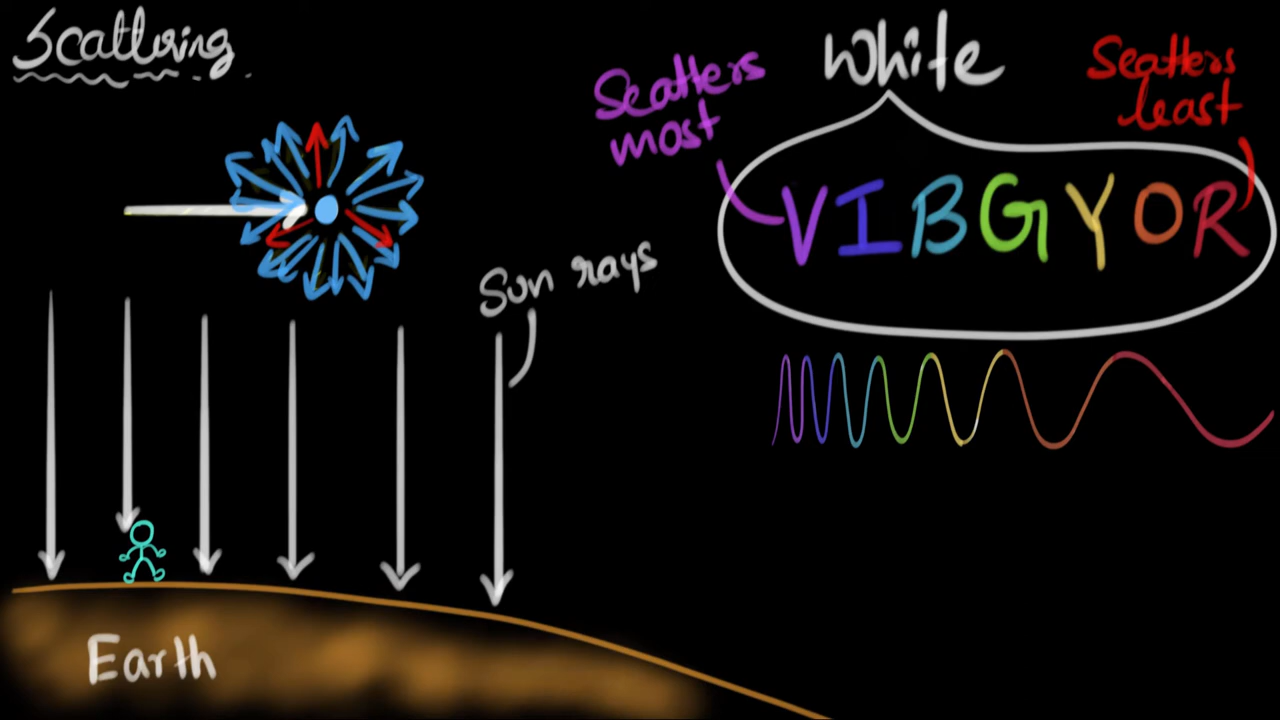 Scattering
White
Scatters
most
Scatters
least
VIBGYOR
Sun rays
Earth